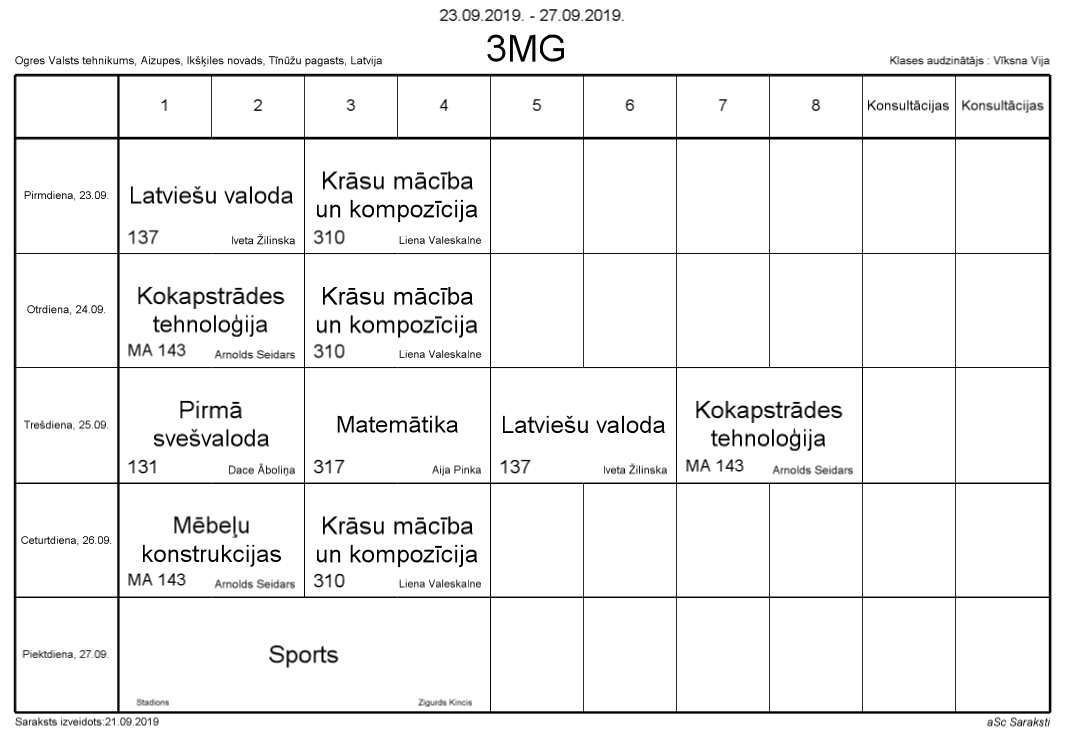 23.09.2019. - 27.09.2019.
3MG
Ogres Valsts tehnikums, Aizupes, Ikšķiles novads, Tīnūžu pagasts, Latvija
Klases audzinātājs : Vīksna Vija
1 2 3 4 5 6 7 8 Konsultācijas Konsultācijas
Pirmdiena, 23.09.
Latviešu valoda
137 Iveta Žilinska
Krāsu mācība
un kompozīcija
310 Liena Valeskalne
Otrdiena, 24.09.
Kokapstrādes
tehnoloģija
MA 143 Arnolds Seidars
Krāsu mācība
un kompozīcija
310 Liena Valeskalne
Trešdiena, 25.09.
Pirmā
svešvaloda
131 Dace Āboliņa
Matemātika
317 Aija Pinka
Latviešu valoda
137 Iveta Žilinska
Kokapstrādes
tehnoloģija
MA 143 Arnolds Seidars
Ceturtdiena, 26.09.
Mēbeļu
konstrukcijas
MA 143 Arnolds Seidars
Krāsu mācība
un kompozīcija
310 Liena Valeskalne
Piektdiena, 27.09.
Sports
Stadions Zigurds Kincis
Saraksts izveidots:21.09.2019
aSc Saraksti